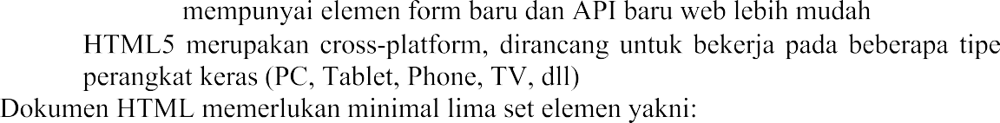 mempunyai elemen form baru dan API baru web lebih mudah
HTML5 merupakan cross-platform, dirancang untuk bekerja pada beberapa tipe
perangkat keras (PC, Tablet, Phone, TV, dll)
Dokumen HTML memerlukan minimal lima set elemen yakni: